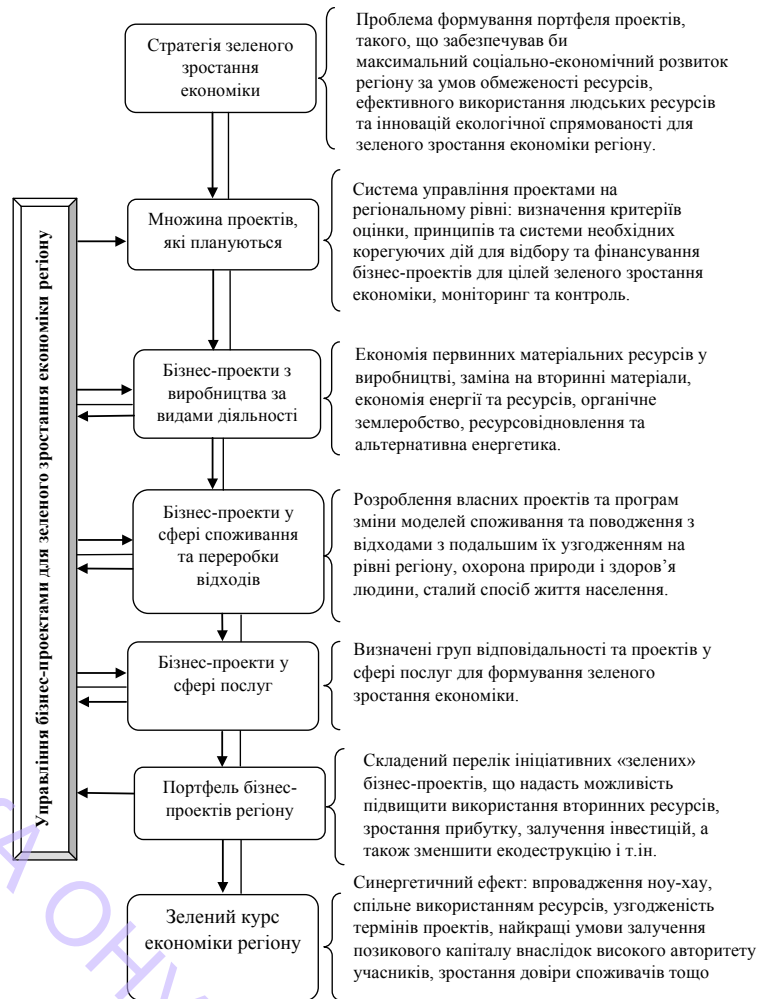 Стратегія зеленого
зростання
економіки
Проблема формування портфеля проектів,
такого, що забезпечував би
максимальний соціально-економічний розвиток
регіону за умов обмеженості ресурсів,
ефективного використання людських ресурсів
та інновацій екологічної спрямованості для
зеленого зростання економіки регіону.
Управління бізнес-проектами для зеленого зростання економіки регіону
Множина проектів,
які плануються
Система управління проектами на
регіональному рівні: визначення критеріїв
оцінки, принципів та системи необхідних
корегуючих дій для відбору та фінансування
бізнес-проектів для цілей зеленого зростання
економіки, моніторинг та контроль.
Бізнес-проекти з
виробництва за
видами діяльності
Економія первинних матеріальних ресурсів у
виробництві, заміна на вторинні матеріали,
економія енергії та ресурсів, органічне
землеробство, ресурсовідновлення та
альтернативна енергетика.
Бізнес-проекти у
сфері споживання
та переробки
відходів
Розроблення власних проектів та програм
зміни моделей споживання та поводження з
відходами з подальшим їх узгодженням на
рівні регіону, охорона природи і здоров’я
людини, сталий спосіб життя населення.
Бізнес-проекти у
сфері послуг
Визначені груп відповідальності та проектів у
сфері послуг для формування зеленого
зростання економіки.
Портфель бізнес-
проектів регіону
Складений перелік ініціативних «зелених»
бізнес-проектів, що надасть можливість
підвищити використання вторинних ресурсів,
зростання прибутку, залучення інвестицій, а
також зменшити екодеструкцію і т.ін.
Зелений курс
економіки регіону
Синергетичний ефект: впровадження ноу-хау,
спільне використанням ресурсів, узгодженість
термінів проектів, найкращі умови залучення
позикового капіталу внаслідок високого авторитету
учасників, зростання довіри споживачів тощо